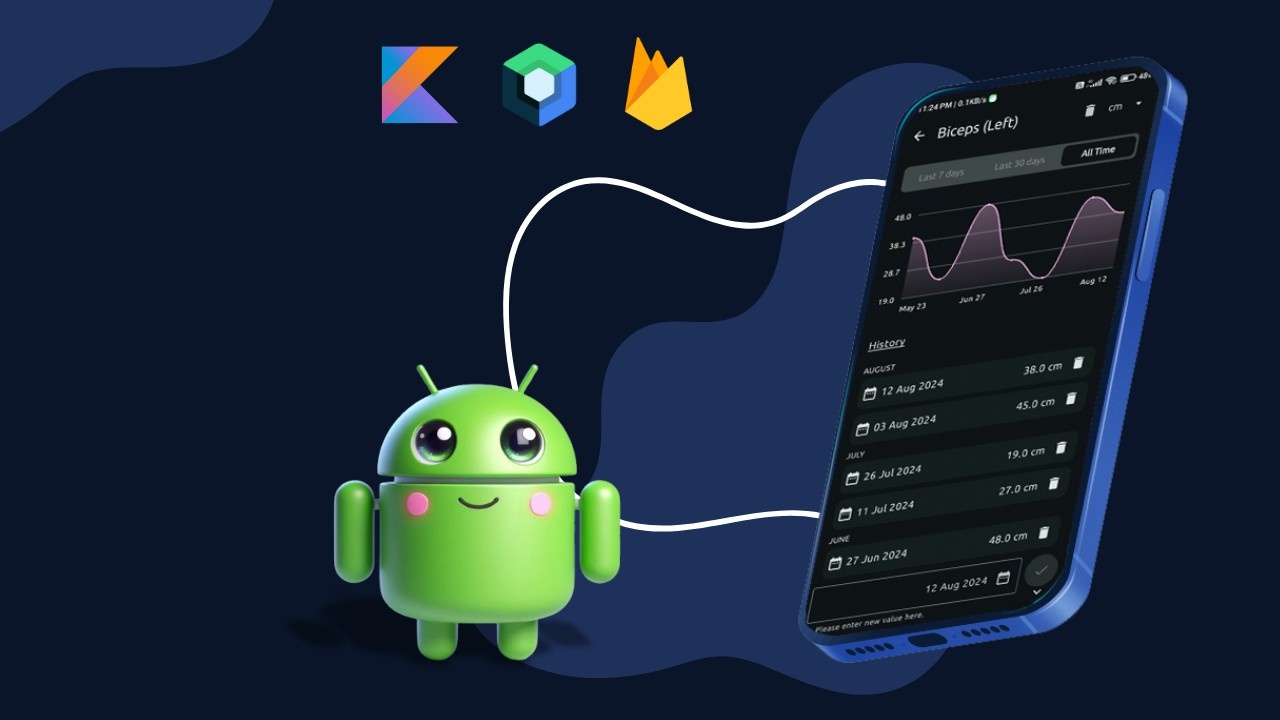 1:24 PM | 0.1KB/s
Biceps (Left)
cm
Last 7 days
Last 30 days
All Time
48.0
38.3
28.7
19.0
May 23
Jun 27
Jul 26
Aug 12
History
AUGUST
12 Aug 2024
38.0 cm
03 Aug 2024
45.0 cm
JULY
26 Jul 2024
19.0 cm
11 Jul 2024
27.0 cm
JUNE
27 Jun 2024
48.0 cm
12 Aug 2024
Please enter new value here.